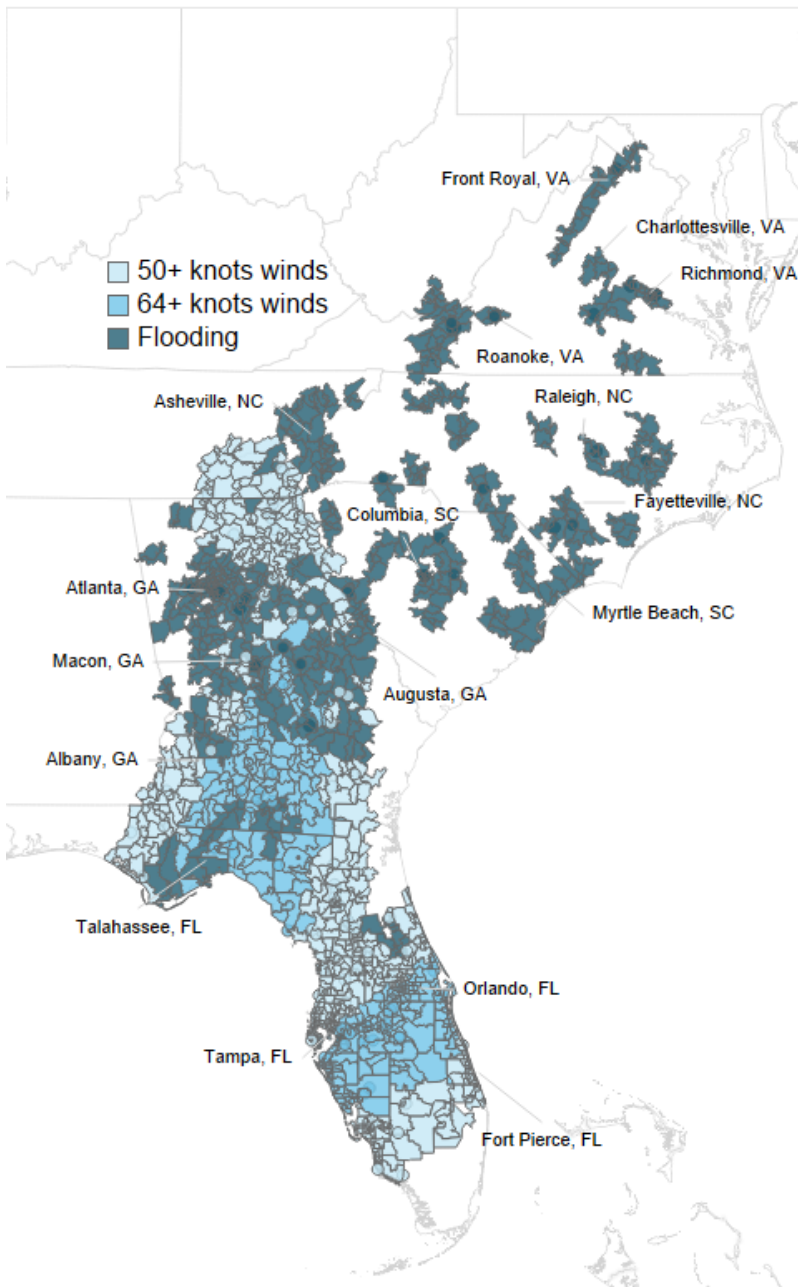 Front Royal, VA
Charlottesville, VA
50+ knots winds
Richmond, VA
64+ knots winds
Flooding
Roanoke, VA
Asheville, NC
Raleigh, NC
Columbia, SC
Fayetteville, NC
Atlanta, GA
Myrtle Beach, SC
Macon, GA
Augusta, GA
Albany, GA
Talahassee, FL
Orlando, FL
Tampa, FL
Fort Pierce, FL